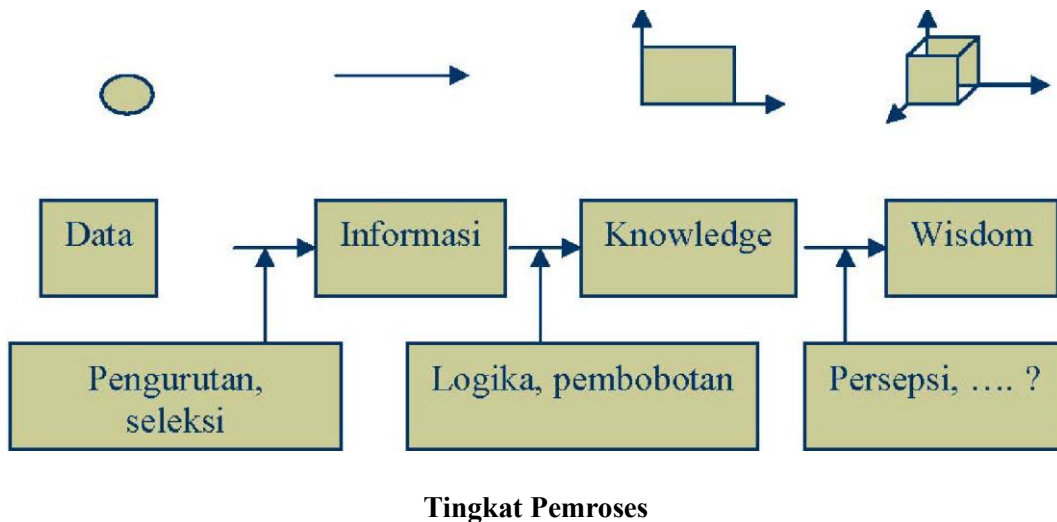 Data
Informasi
Knowledge
Wisdom
Pengurutan,
seleksi
Logika, pembobotan
Persepsi, .... ?
Tingkat Pemroses